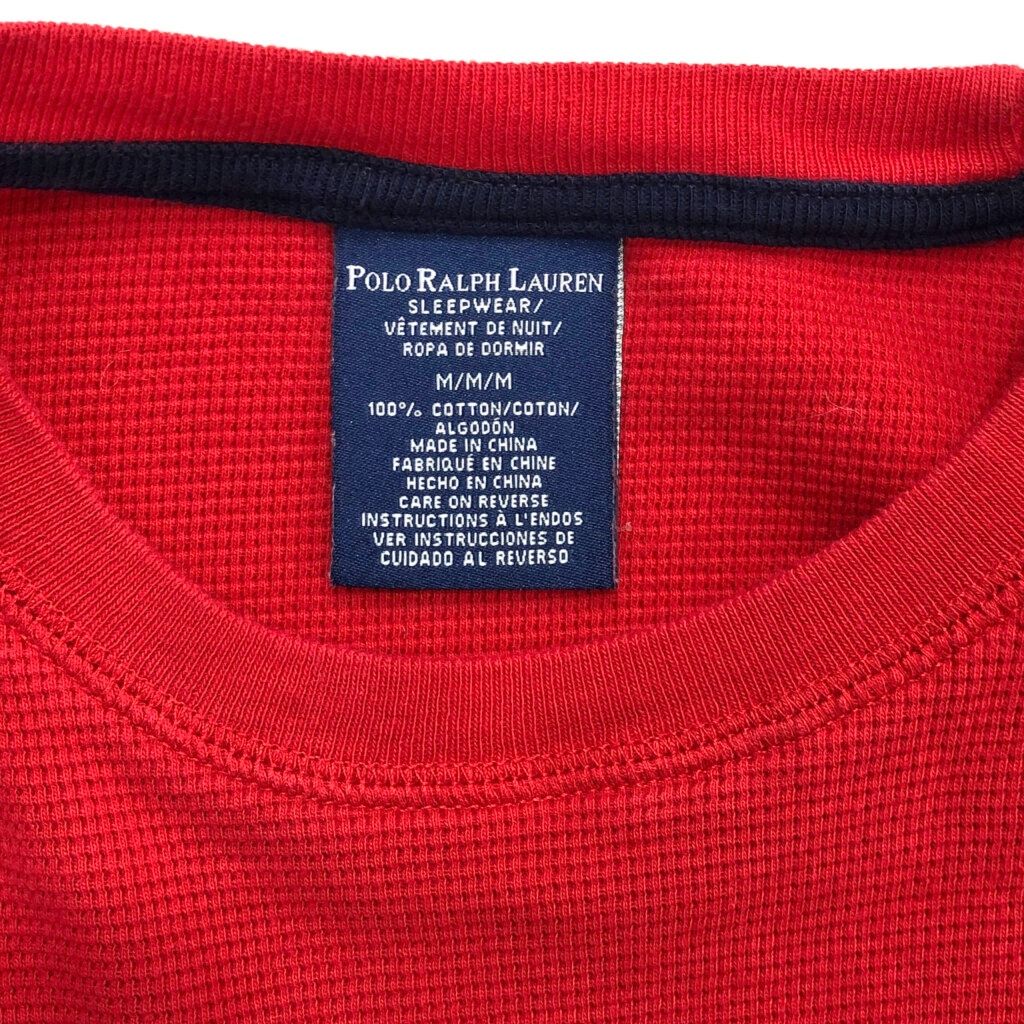 POLO RALPH LAUREN
SLEEPWEAR/
VÊTEMENT DE NUIT/
ROPA DE DORMIR
M/M/M
100% COTTON/COTON/
ALGODÓN
MADE IN CHINA
FABRIQUÉ EN CHINE
HECHO EN CHINA
CARE ON REVERSE
INSTRUCTIONS À L'ENDOS
VER INSTRUCCIONES DE
CUIDADO AL REVERSO